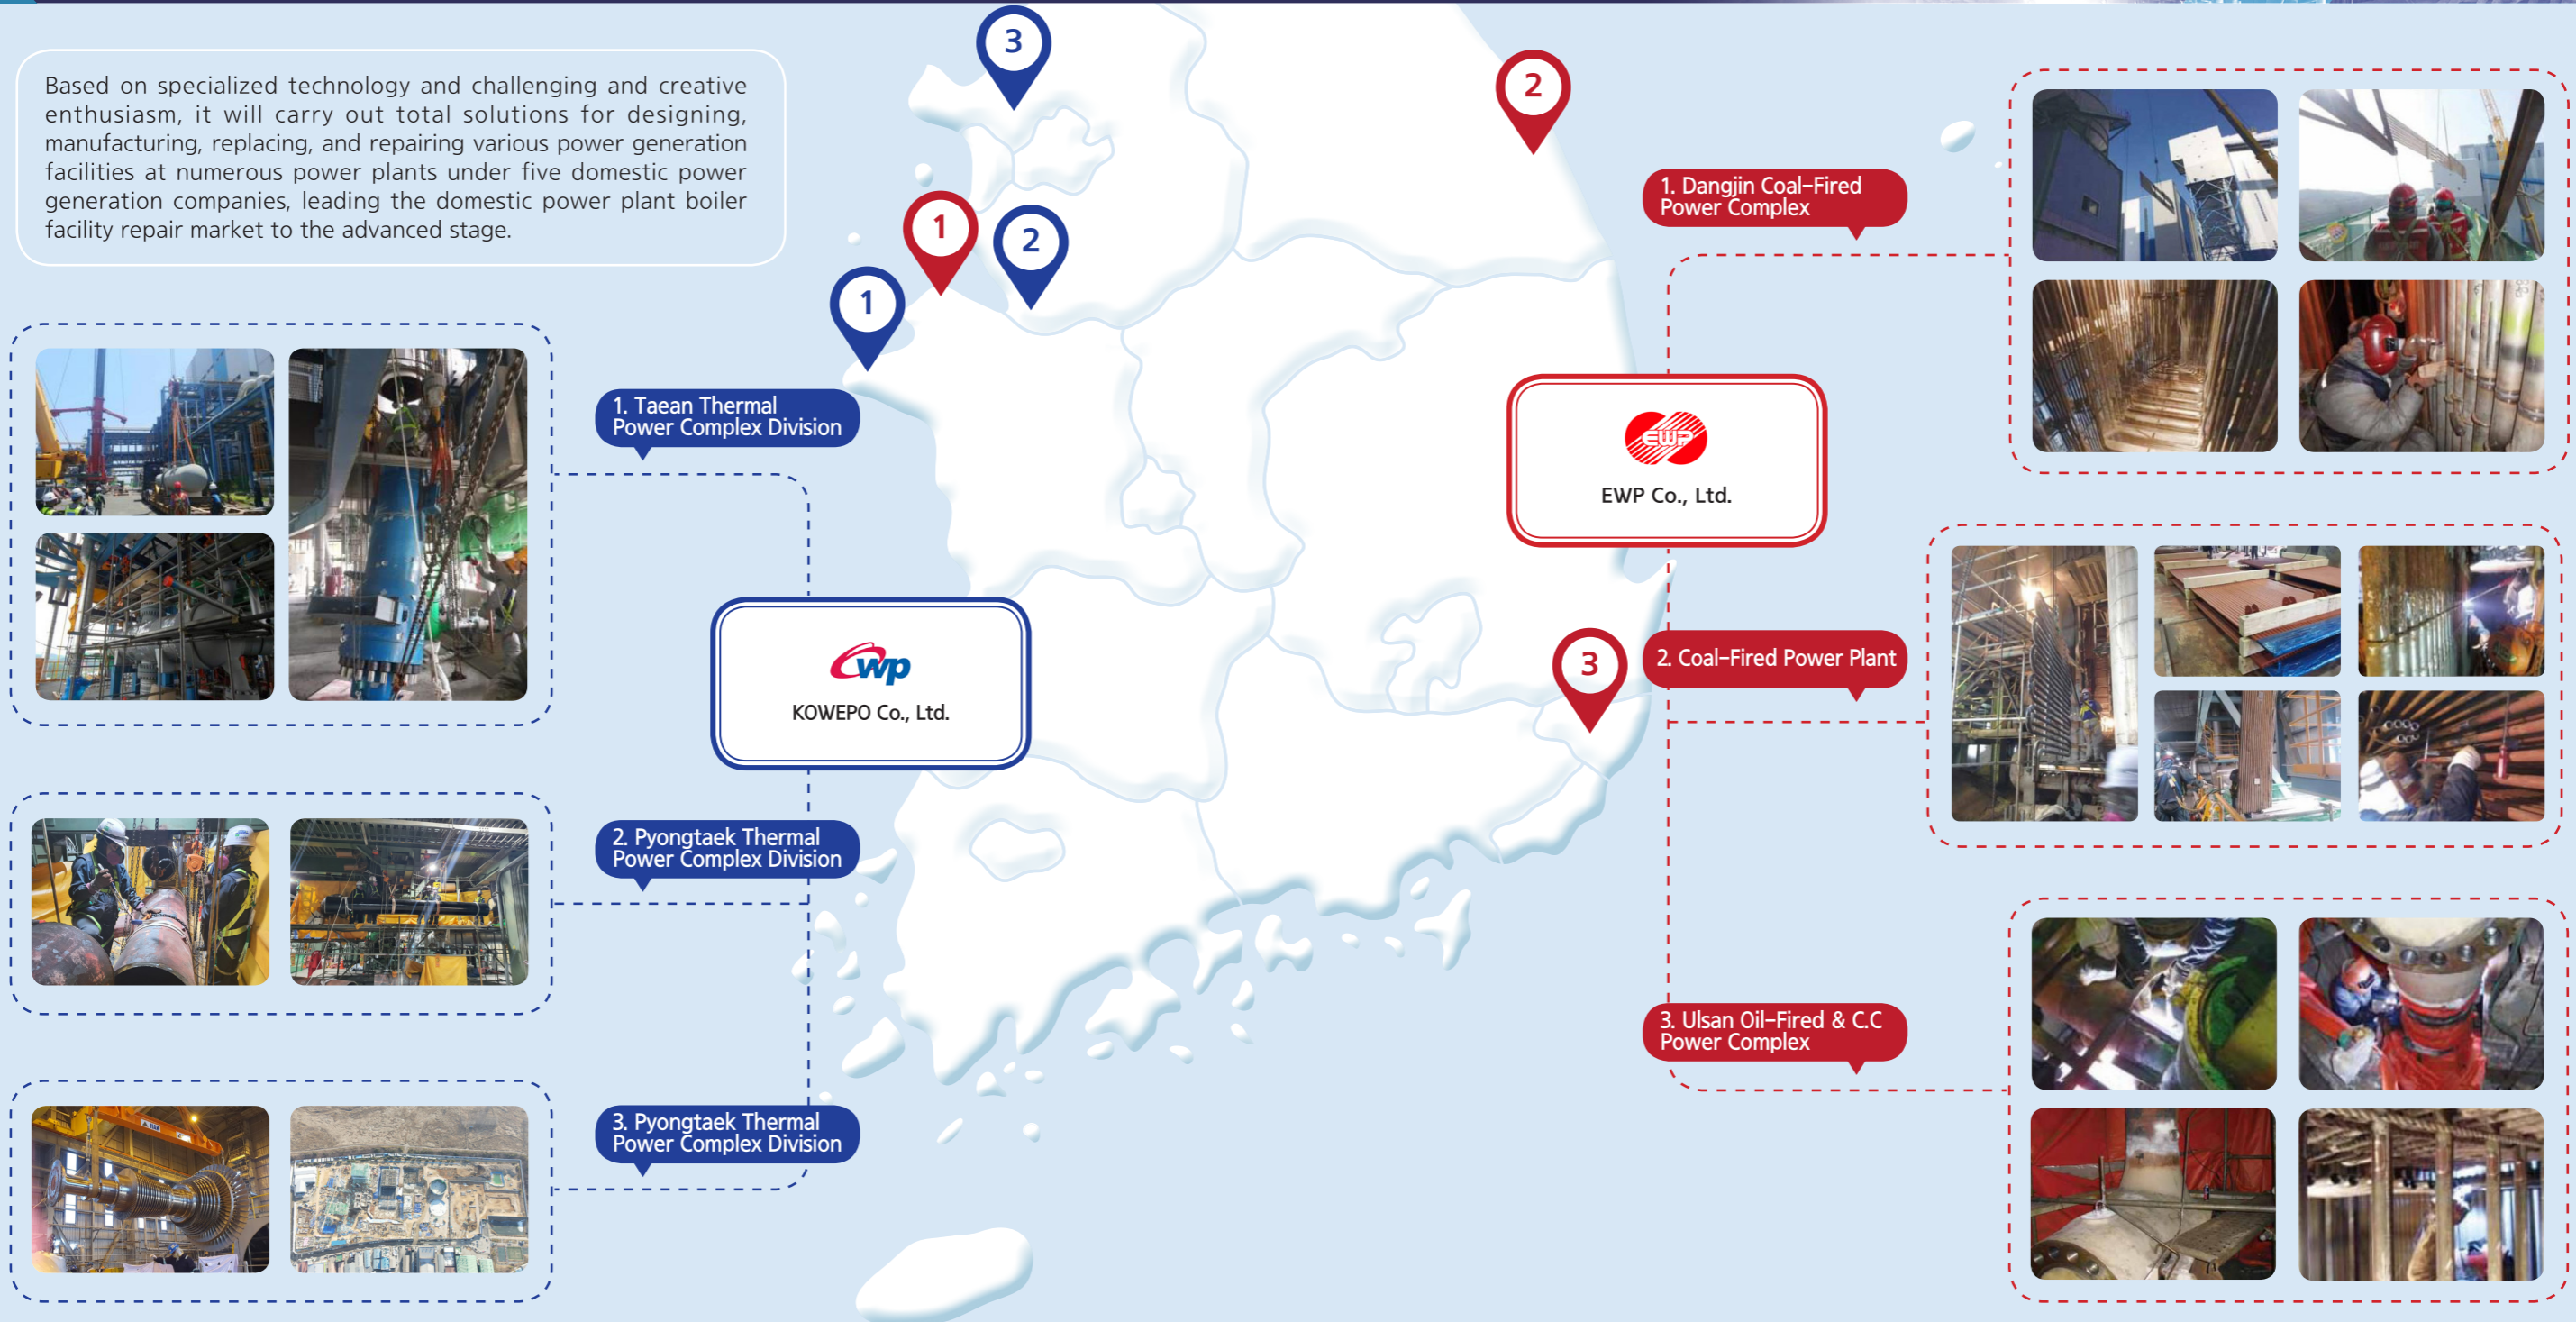 Based on specialized technology and challenging and creative
enthusiasm, it will carry out total solutions for designing,
manufacturing, replacing, and repairing various power generation
facilities at numerous power plants under five domestic power
generation companies, leading the domestic power plant boiler
facility repair market to the advanced stage.
3
2
1
2
1
1. Taean Thermal
Power Complex Division
wp
KOWEPO Co., Ltd.
2. Pyongtaek Thermal
Power Complex Division
3. Pyongtaek Thermal
Power Complex Division
1. Dangjin Coal-Fired
Power Complex
EWP
EWP Co., Ltd.
3
2. Coal-Fired Power Plant
3. Ulsan Oil-Fired & C.C
Power Complex